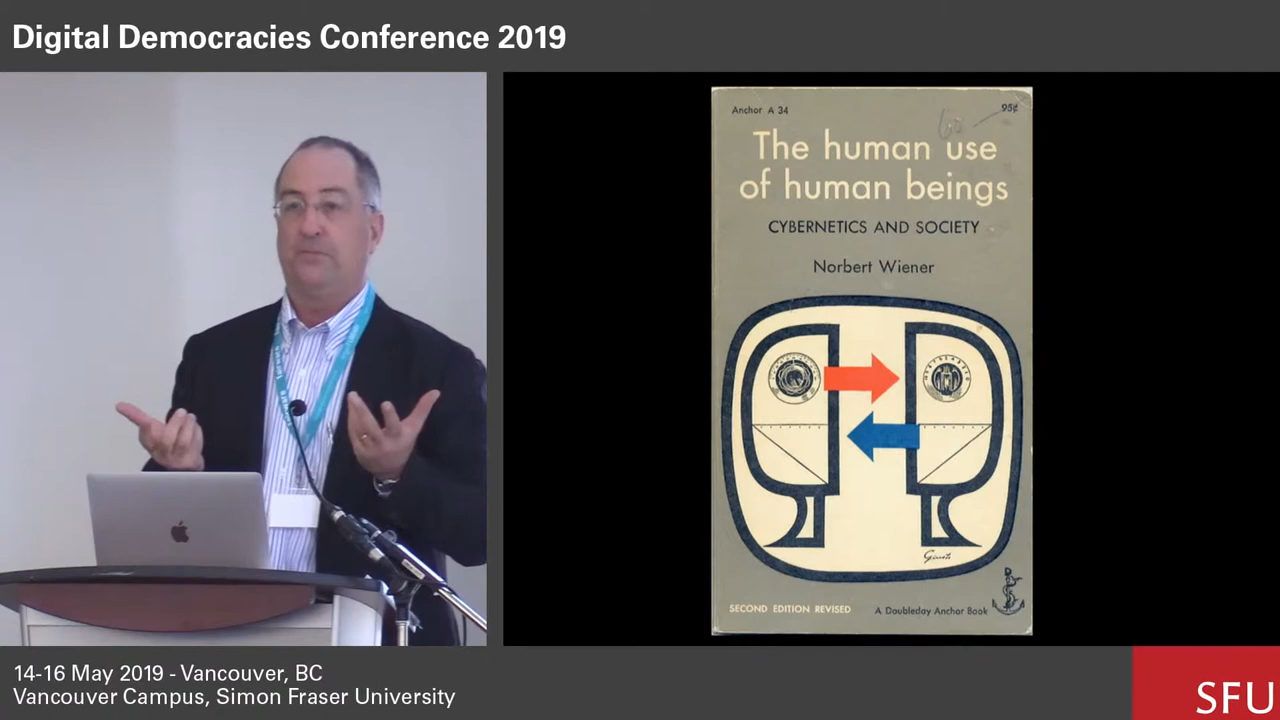 Digital Democracies Conference 2019
Anchor A 34
95¢
The human use
of human beings
CYBERNETICS AND SOCIETY
Norbert Wiener
SECOND EDITION REVISED
A Doubleday Anchor Book
14-16 May 2019 - Vancouver, BC
Vancouver Campus, Simon Fraser University
SFU